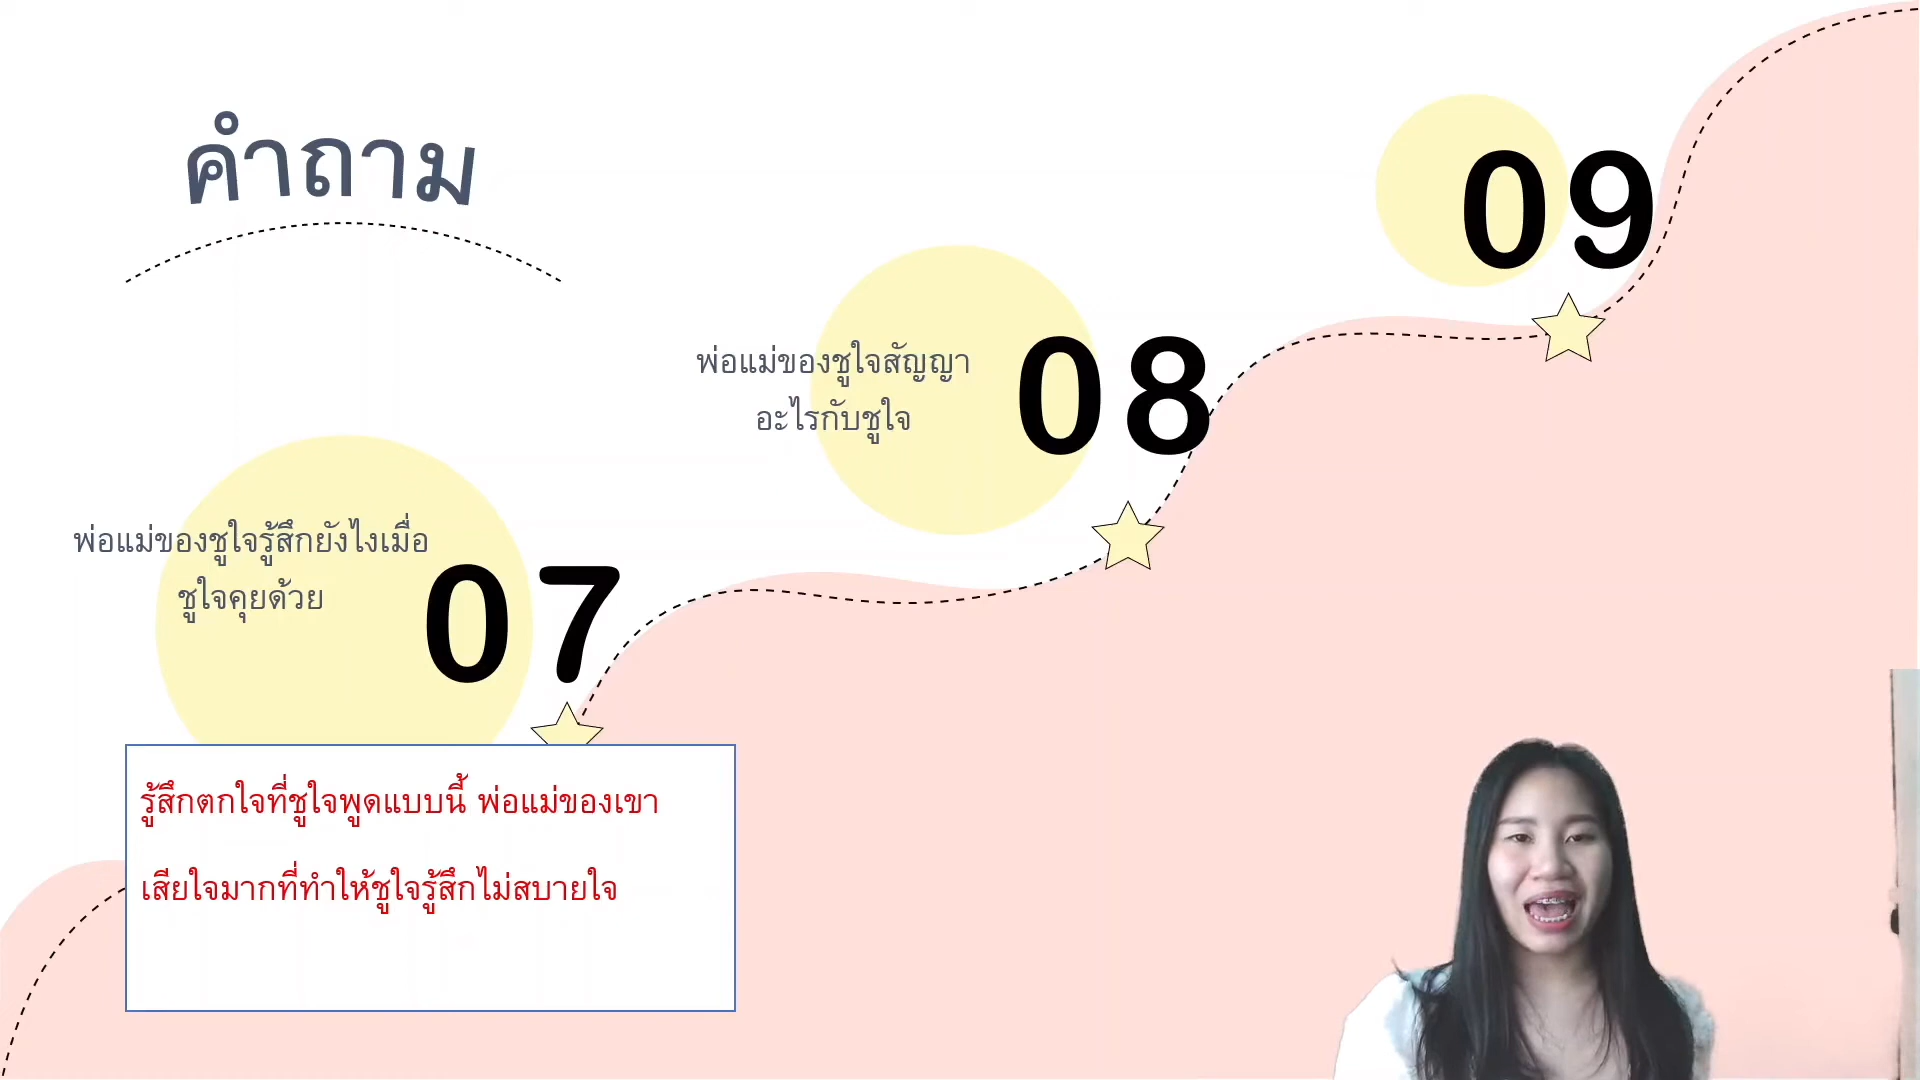 คำถาม
09
พ่อแม่ของชูใจสัญญา
อะไรกับชูใจ
08
พ่อแม่ของชูใจรู้สึกยังไงเมื่อ
ชูใจคุยด้วย
07
รู้สึกตกใจที่ชูใจพูดแบบนี้ พ่อแม่ของเขา
เสียใจมากที่ทำให้ชูใจรู้สึกไม่สบายใจ